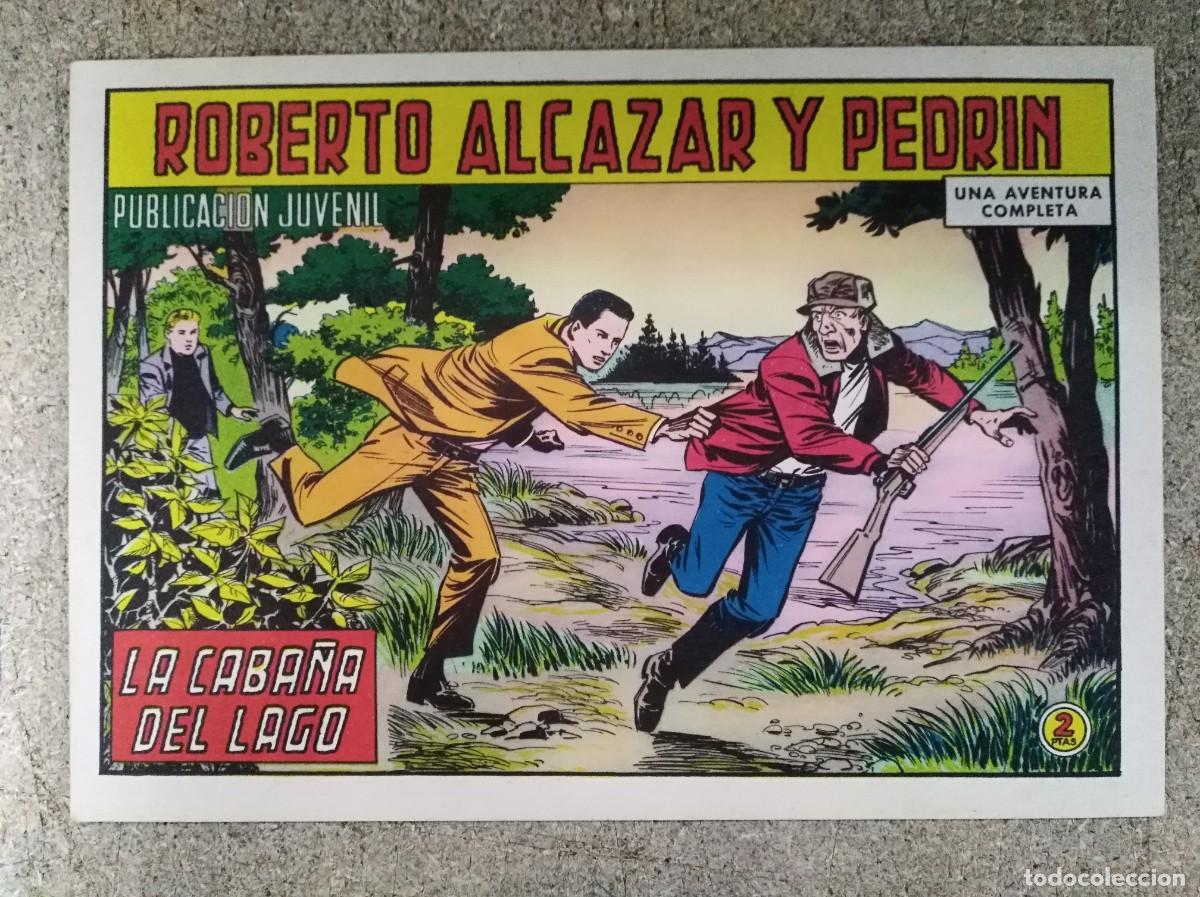 ROBERTO ALCAZAR Y PEDRIN
PUBLICACION JUVENIL
UNA AVENTURA
COMPLETA
LA CABAÑA
DEL LAGO
2
PTAS
todocoleccion